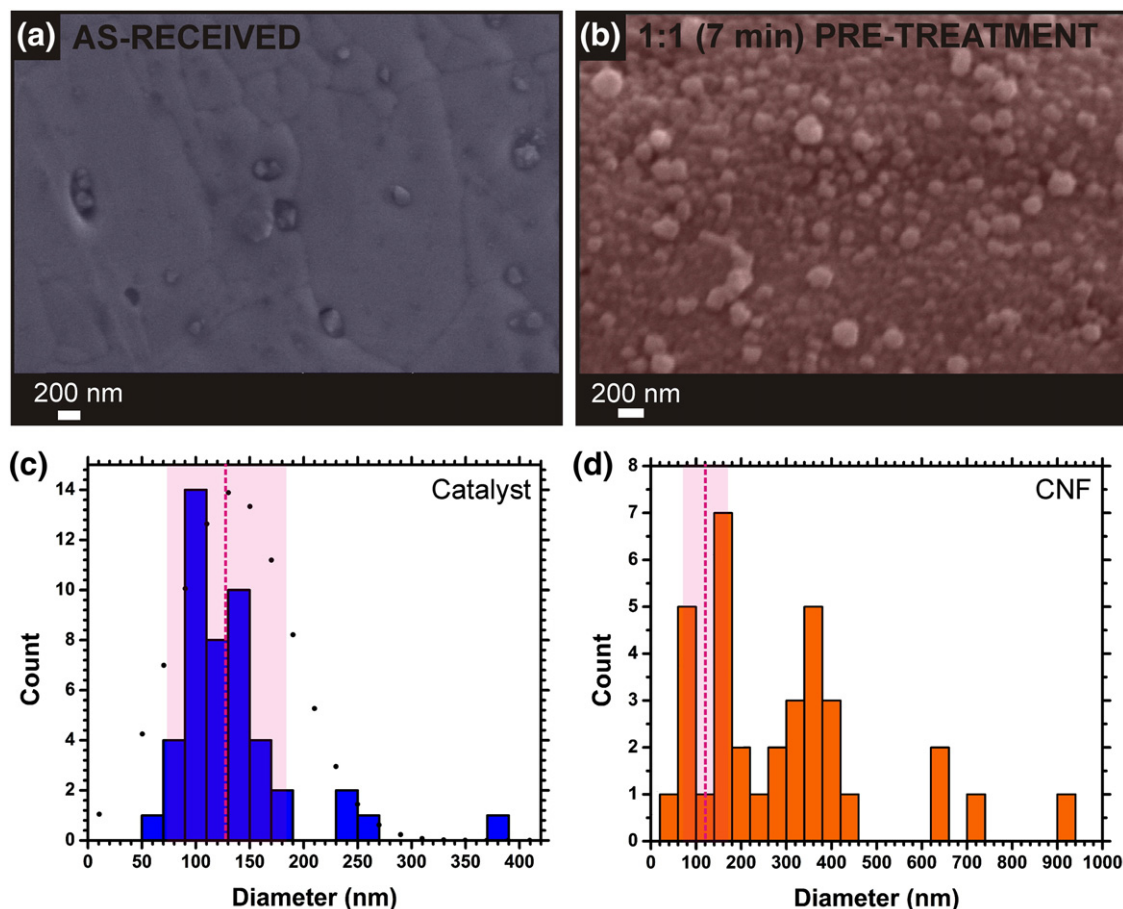 (a) AS-RECEIVED
200 nm
(b) 1:1 (7 min) PRE-TREATMENT
200 nm
(c)
Catalyst
Count
14
12
10
8
6
4
2
0
0 50 100 150 200 250 300 350 400
Diameter (nm)
(d)
CNF
Count
8
7
6
5
4
3
2
1
0
0 100 200 300 400 500 600 700 800 900 1000
Diameter (nm)